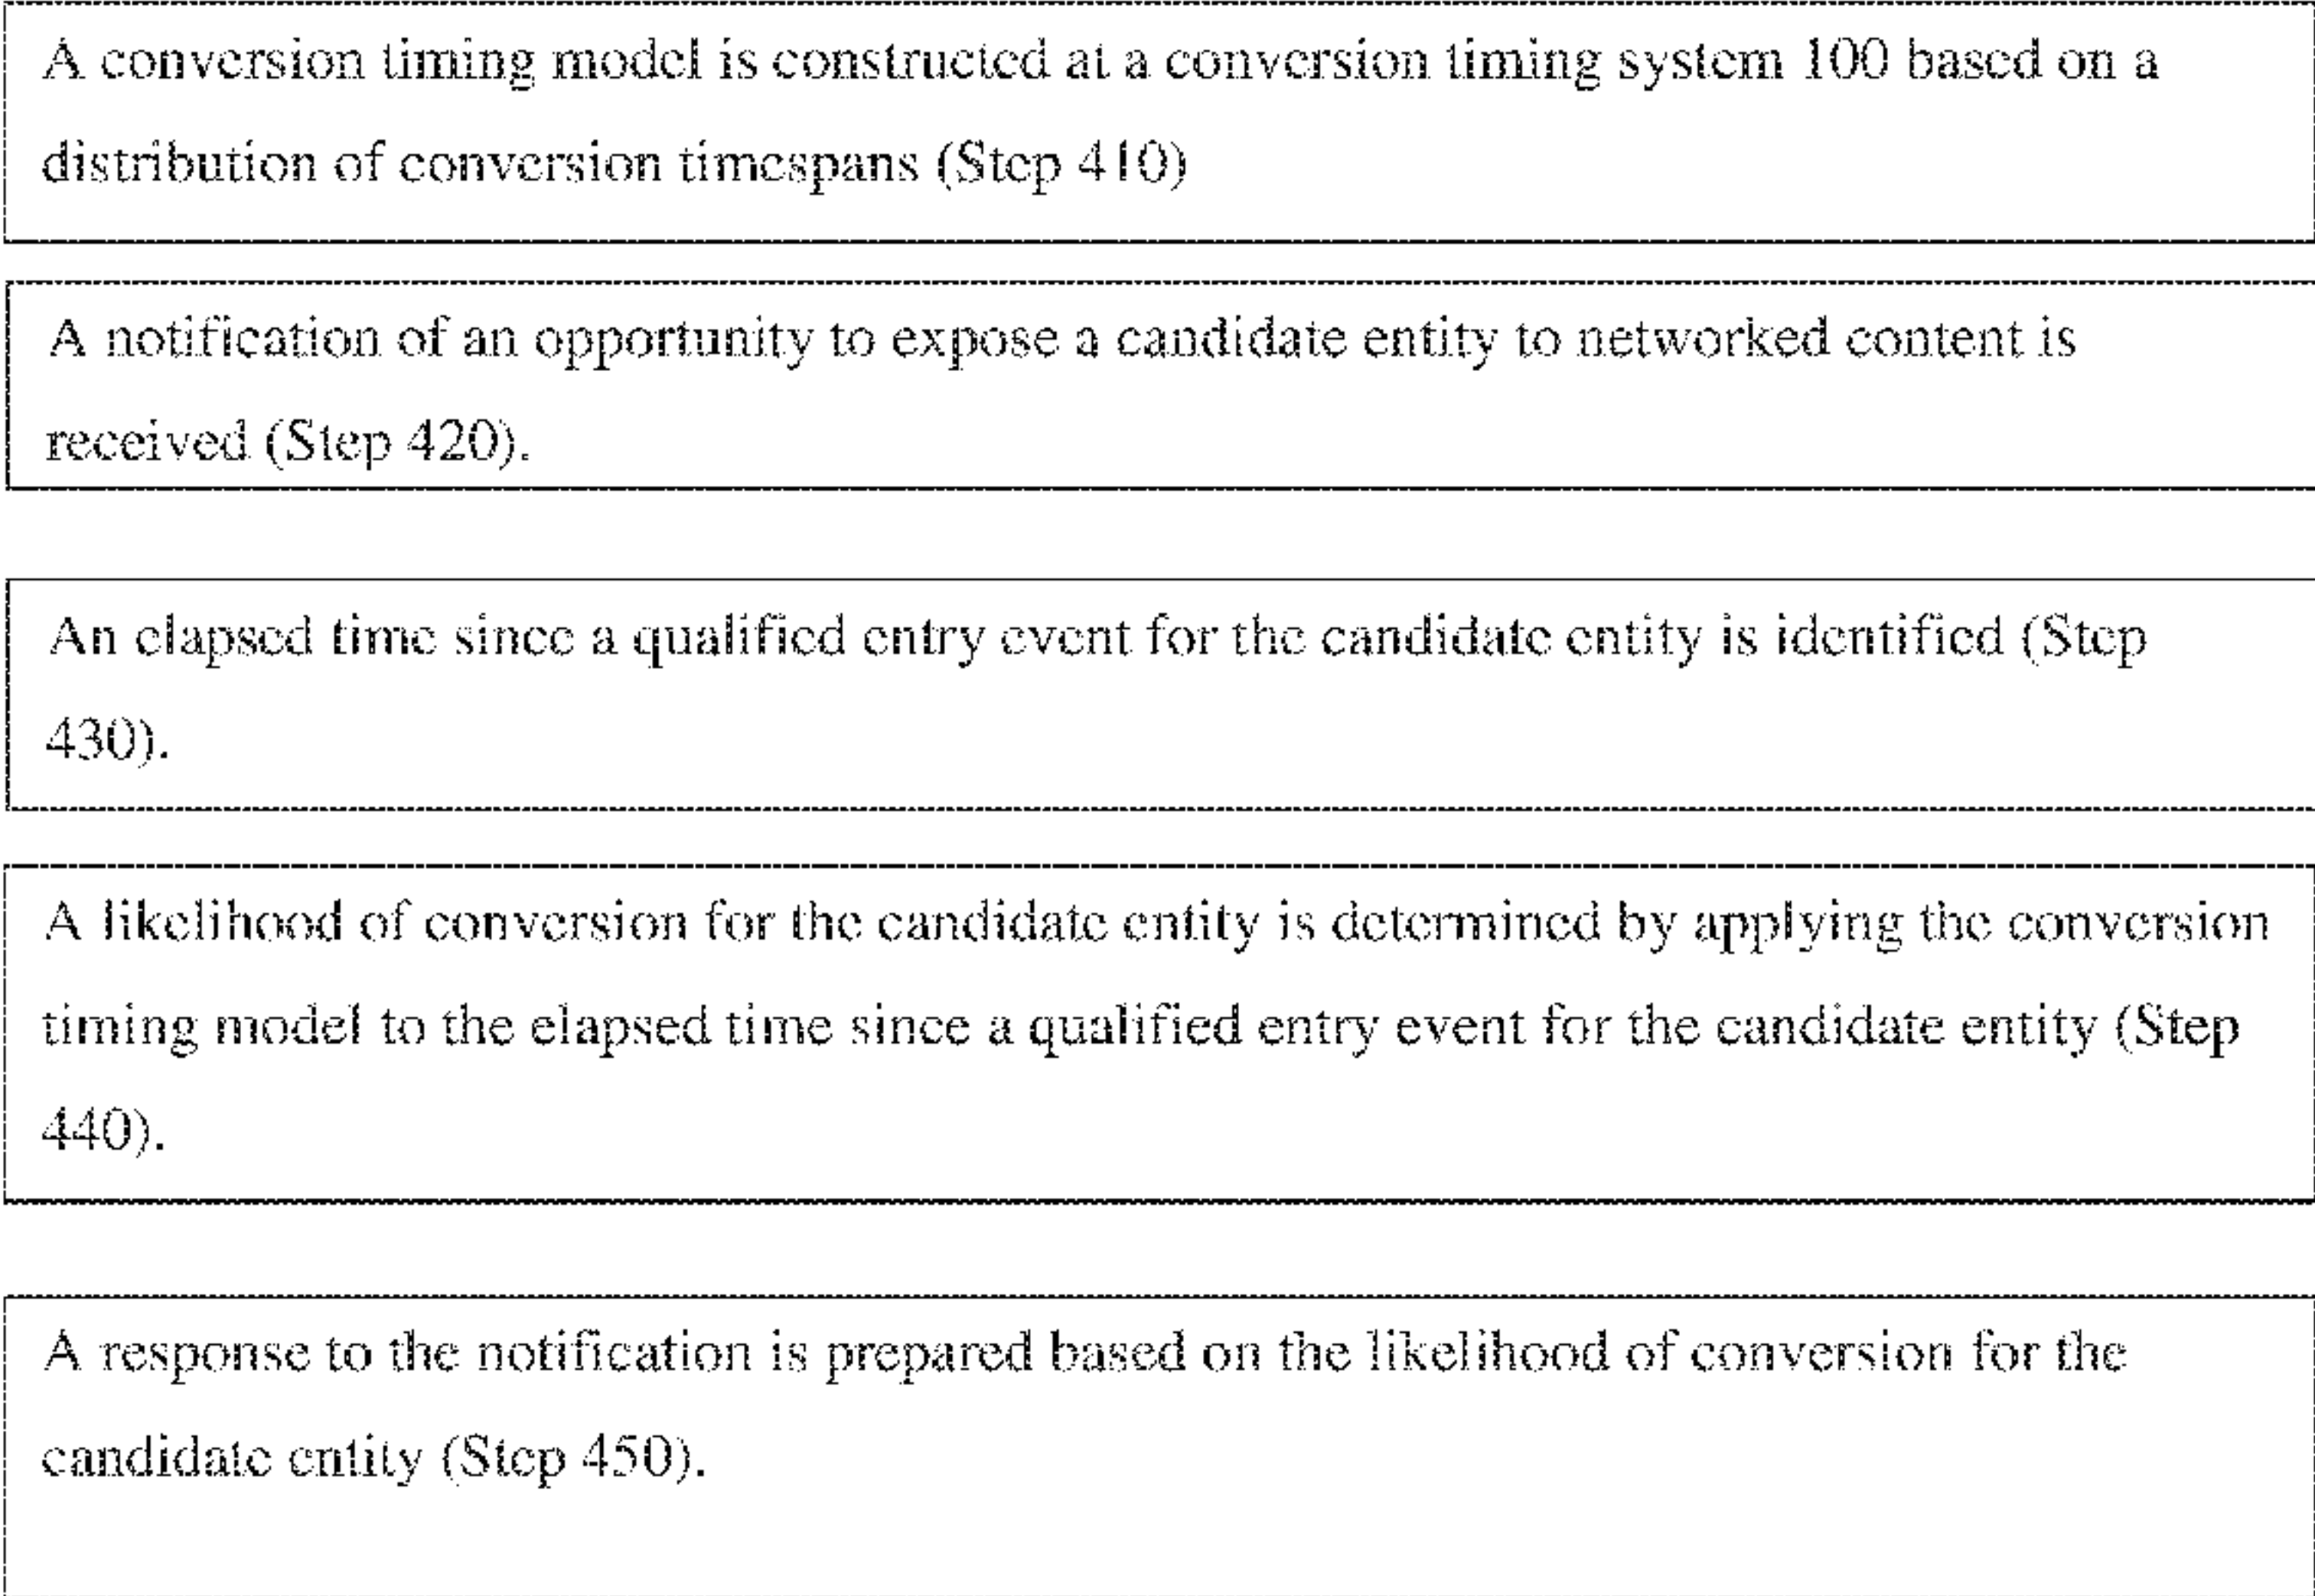 A conversion timing model is constructed at a conversion timing system 100 based on a
distribution of conversion timespans (Step 410)
A notification of an opportunity to expose a candidate entity to networked content is
received (Step 420).
An elapsed time since a qualified entry event for the candidate entity is identified (Step
430).
A likelihood of conversion for the candidate entity is determined by applying the conversion
timing model to the elapsed time since a qualified entry event for the candidate entity (Step
440).
A response to the notification is prepared based on the likelihood of conversion for the
candidate entity (Step 450).